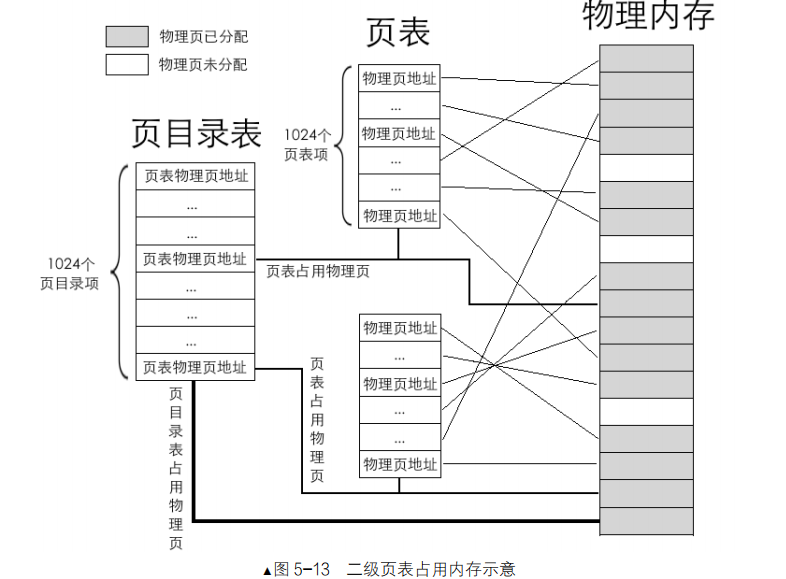 物理内存
页表
物理页已分配
物理页未分配
物理页地址
...
物理页地址
...
...
物理页地址
1024个
页表项
页目录表
页表物理页地址
...
...
页表物理页地址
...
...
...
页表物理页地址
1024个
页目录项
页表占用物理页
物理页地址
...
物理页地址
...
...
物理页地址
页表占用物理页
页目录表占用物理页
▲图 5-13 二级页表占用内存示意